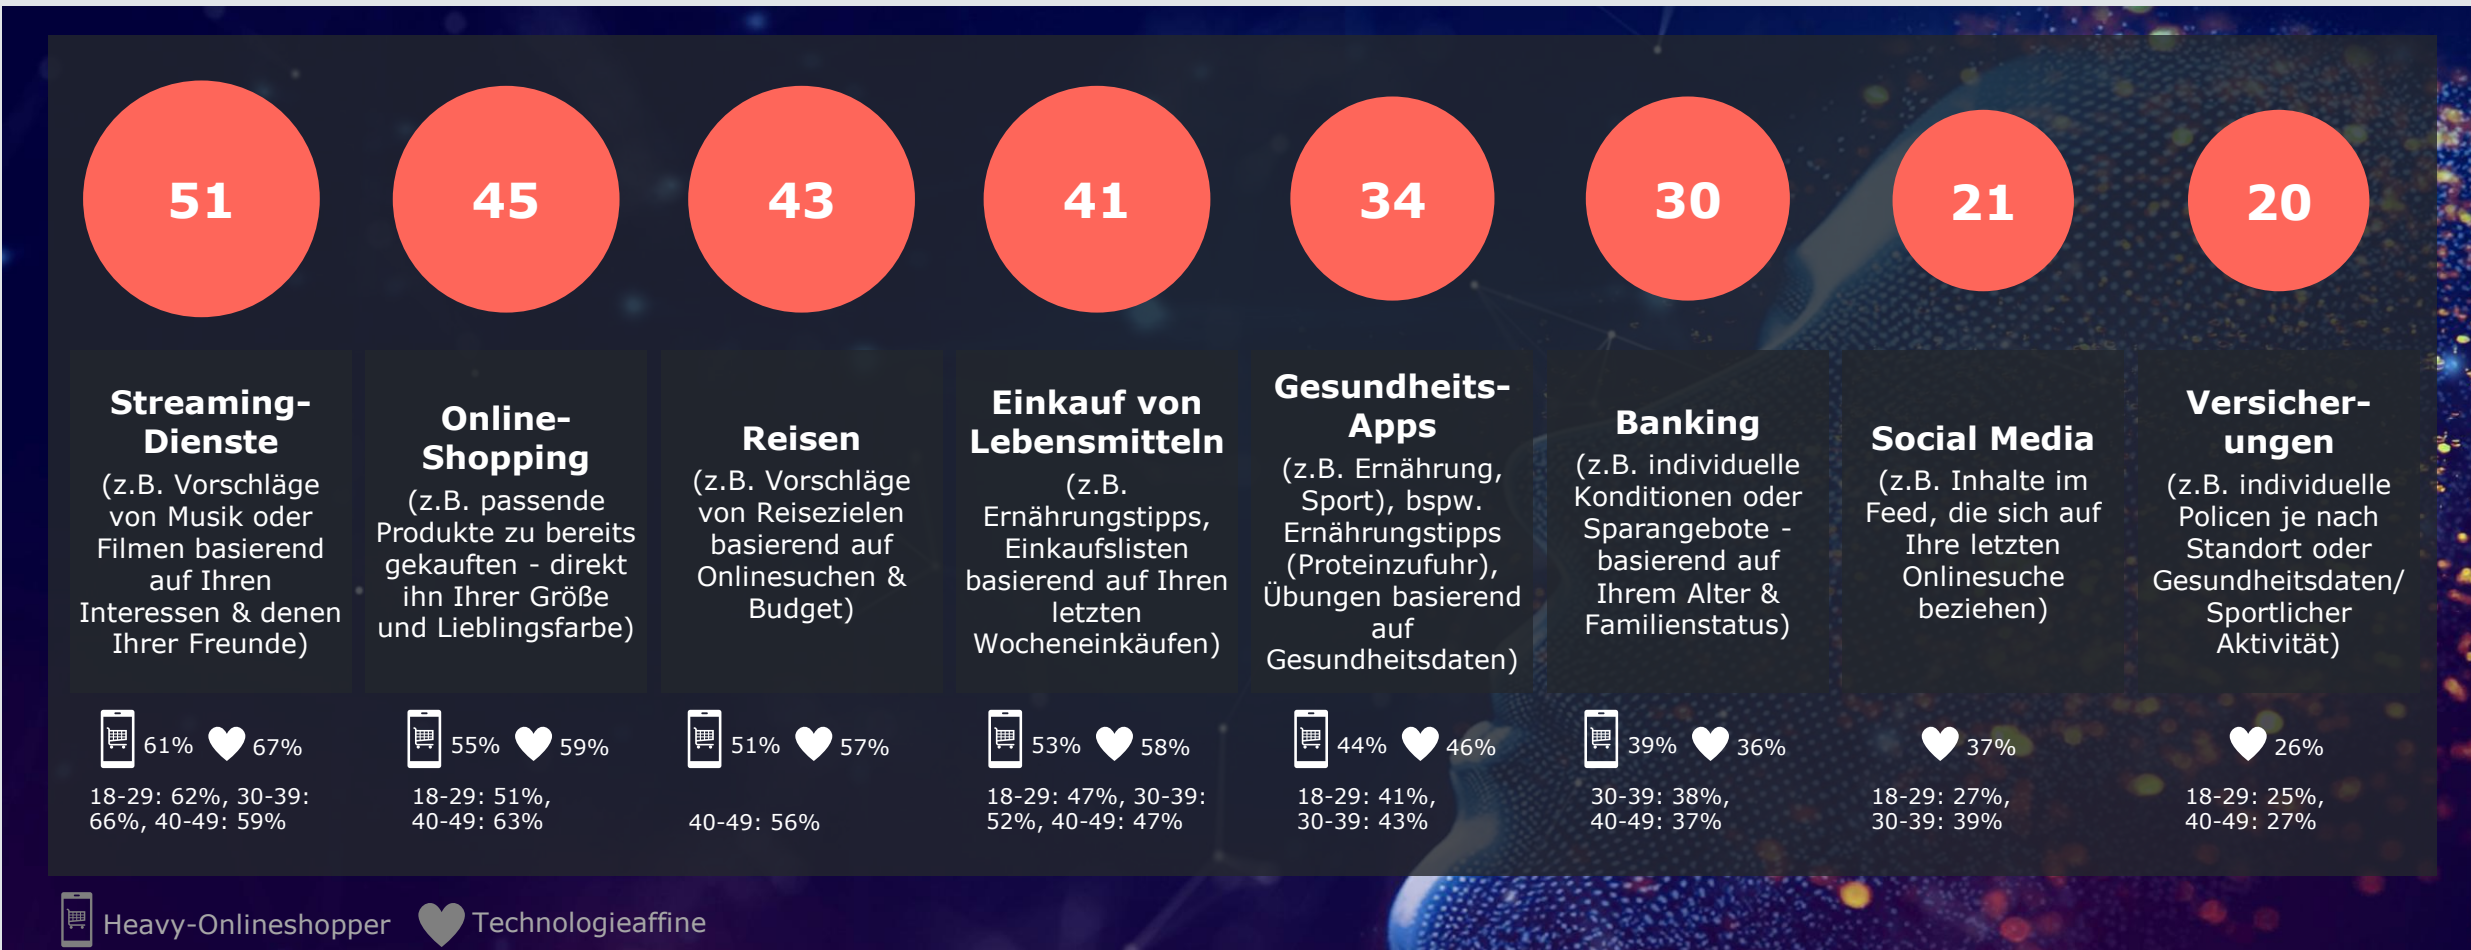 51
45
43
41
34
30
21
20
Streaming-
Dienste
(z.B. Vorschläge
von Musik oder
Filmen basierend
auf Ihren
Interessen & denen
Ihrer Freunde)
Online-
Shopping
(z.B. passende
Produkte zu bereits
gekauften - direkt
ihn Ihrer Größe
und Lieblingsfarbe)
Reisen
(z.B. Vorschläge
von Reisezielen
basierend auf
Onlinesuchen &
Budget)
Einkauf von
Lebensmitteln
(z.B.
Ernährungstipps,
Einkaufslisten
basierend auf Ihren
letzten
Wocheneinkäufen)
Gesundheits-
Apps
(z.B. Ernährung,
Sport), bspw.
Ernährungstipps
(Proteinzufuhr),
Übungen basierend
auf
Gesundheitsdaten)
Banking
(z.B. individuelle
Konditionen oder
Sparangebote -
basierend auf
Ihrem Alter &
Familienstatus)
Social Media
(z.B. Inhalte im
Feed, die sich auf
Ihre letzten
Onlinesuche
beziehen)
Versicher-
ungen
(z.B. individuelle
Policen je nach
Standort oder
Gesundheitsdaten/
Sportlicher
Aktivität)
61% 67%
18-29: 62%, 30-39:
66%, 40-49: 59%
55% 59%
18-29: 51%,
40-49: 63%
51% 57%
40-49: 56%
53% 58%
18-29: 47%, 30-39:
52%, 40-49: 47%
44% 46%
18-29: 41%,
30-39: 43%
39% 36%
30-39: 38%,
40-49: 37%
37%
18-29: 27%,
30-39: 39%
26%
18-29: 25%,
40-49: 27%
Heavy-Onlineshopper
Technologieaffine